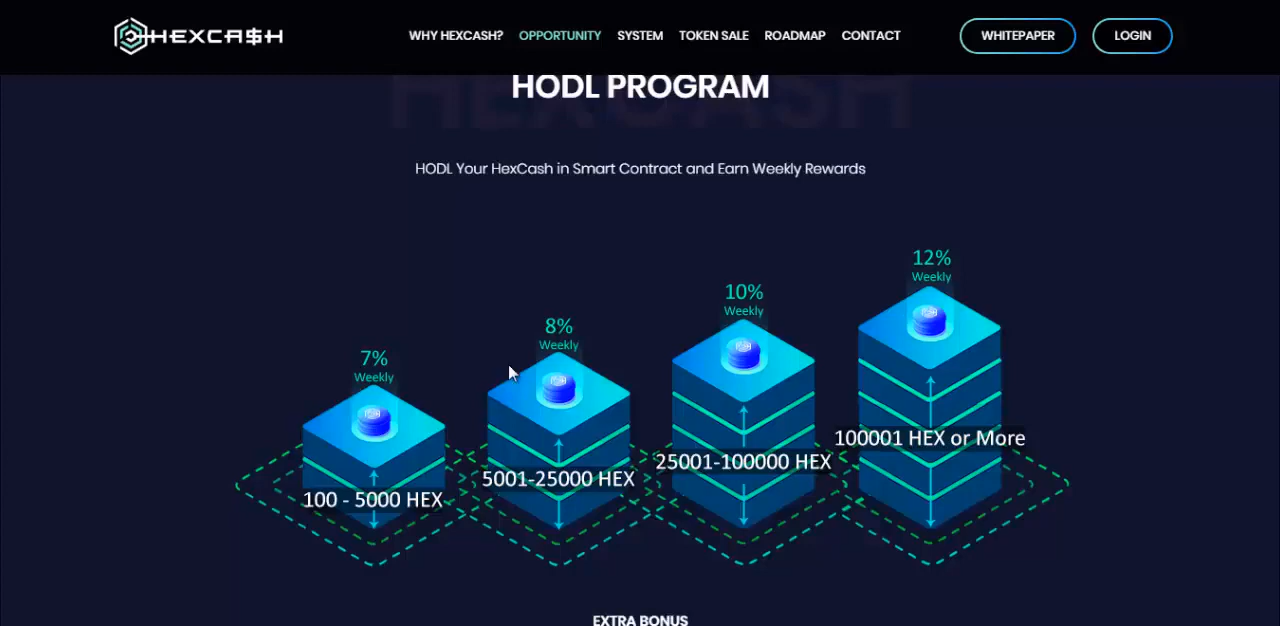 HEXCA$H
WHY HEXCASH? OPPORTUNITY SYSTEM TOKEN SALE ROADMAP CONTACT WHITEPAPER LOGIN
HEXCASH
HODL PROGRAM
HODL Your HexCash in Smart Contract and Earn Weekly Rewards
12%
Weekly
10%
Weekly
8%
Weekly
7%
Weekly
100001 HEX or More
25001-100000 HEX
5001-25000 HEX
100 - 5000 HEX
EXTRA BONUS